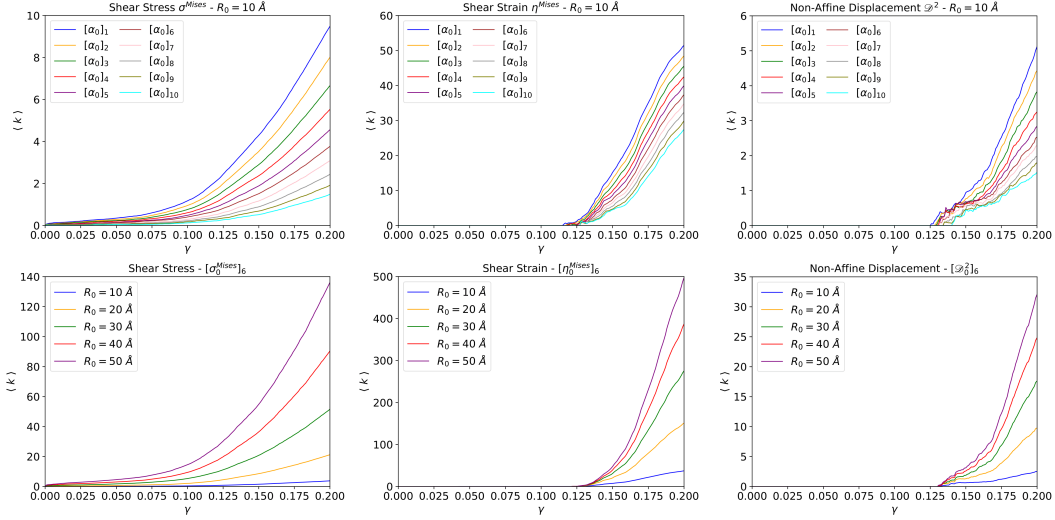 Shear Stress σ^Mises - R₀ = 10 Å
[α₀]₁ [α₀]₆
[α₀]₂ [α₀]₇
[α₀]₃ [α₀]₈
[α₀]₄ [α₀]₉
[α₀]₅ [α₀]₁₀
10
8
6
4
2
0
⟨ k ⟩
0.000 0.025 0.050 0.075 0.100 0.125 0.150 0.175 0.200
γ
Shear Strain η^Mises - R₀ = 10 Å
[α₀]₁ [α₀]₆
[α₀]₂ [α₀]₇
[α₀]₃ [α₀]₈
[α₀]₄ [α₀]₉
[α₀]₅ [α₀]₁₀
60
50
40
30
20
10
0
⟨ k ⟩
0.000 0.025 0.050 0.075 0.100 0.125 0.150 0.175 0.200
γ
Non-Affine Displacement 𝒟² - R₀ = 10 Å
[α₀]₁ [α₀]₆
[α₀]₂ [α₀]₇
[α₀]₃ [α₀]₈
[α₀]₄ [α₀]₉
[α₀]₅ [α₀]₁₀
6
5
4
3
2
1
0
⟨ k ⟩
0.000 0.025 0.050 0.075 0.100 0.125 0.150 0.175 0.200
γ
Shear Stress - [σ₀^Mises]₆
R₀ = 10 Å
R₀ = 20 Å
R₀ = 30 Å
R₀ = 40 Å
R₀ = 50 Å
140
120
100
80
60
40
20
0
⟨ k ⟩
0.000 0.025 0.050 0.075 0.100 0.125 0.150 0.175 0.200
γ
Shear Strain - [η₀^Mises]₆
R₀ = 10 Å
R₀ = 20 Å
R₀ = 30 Å
R₀ = 40 Å
R₀ = 50 Å
500
400
300
200
100
0
⟨ k ⟩
0.000 0.025 0.050 0.075 0.100 0.125 0.150 0.175 0.200
γ
Non-Affine Displacement - [𝒟₀²]₆
R₀ = 10 Å
R₀ = 20 Å
R₀ = 30 Å
R₀ = 40 Å
R₀ = 50 Å
35
30
25
20
15
10
5
0
⟨ k ⟩
0.000 0.025 0.050 0.075 0.100 0.125 0.150 0.175 0.200
γ